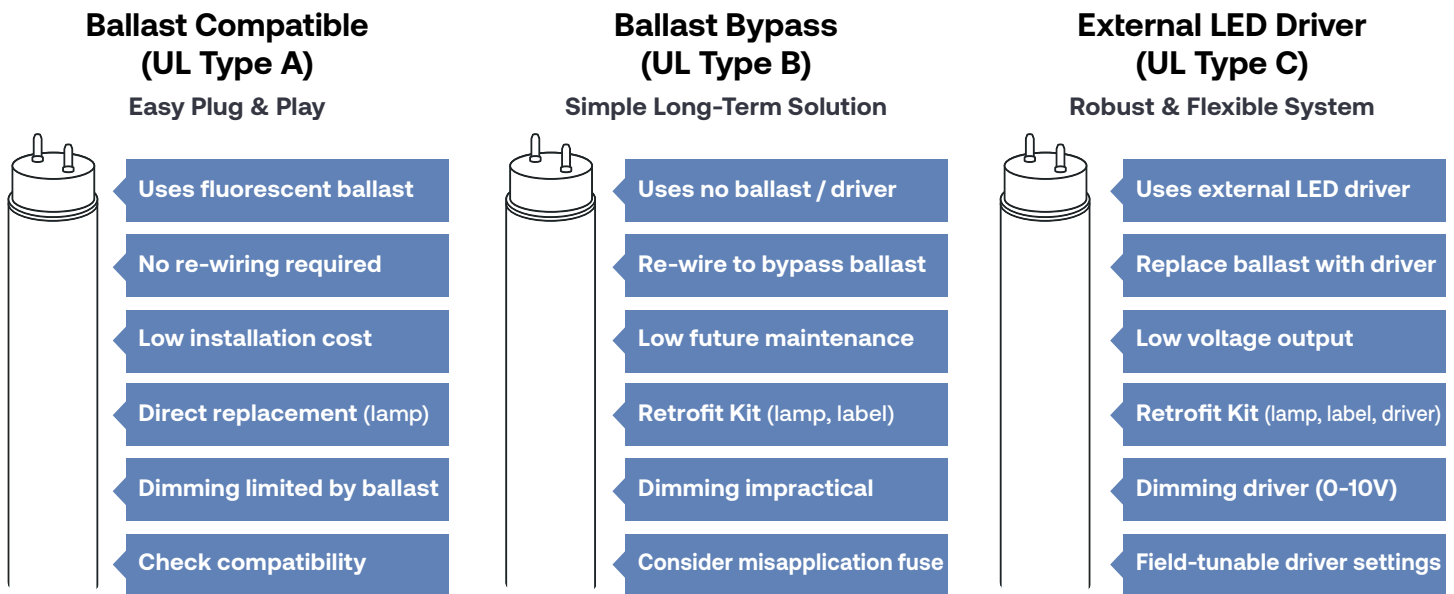 Ballast Compatible
(UL Type A)
Easy Plug & Play
Uses fluorescent ballast
No re-wiring required
Low installation cost
Direct replacement (lamp)
Dimming limited by ballast
Check compatibility
Ballast Bypass
(UL Type B)
Simple Long-Term Solution
Uses no ballast / driver
Re-wire to bypass ballast
Low future maintenance
Retrofit Kit (lamp, label)
Dimming impractical
Consider misapplication fuse
External LED Driver
(UL Type C)
Robust & Flexible System
Uses external LED driver
Replace ballast with driver
Low voltage output
Retrofit Kit (lamp, label, driver)
Dimming driver (0-10V)
Field-tunable driver settings